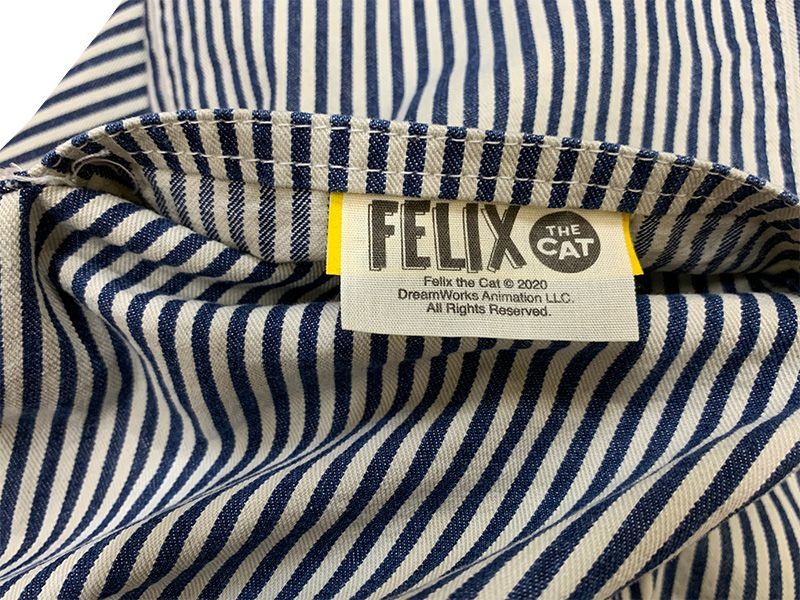 FELIX THE CAT
Felix the Cat © 2020
DreamWorks Animation LLC.
All Rights Reserved.